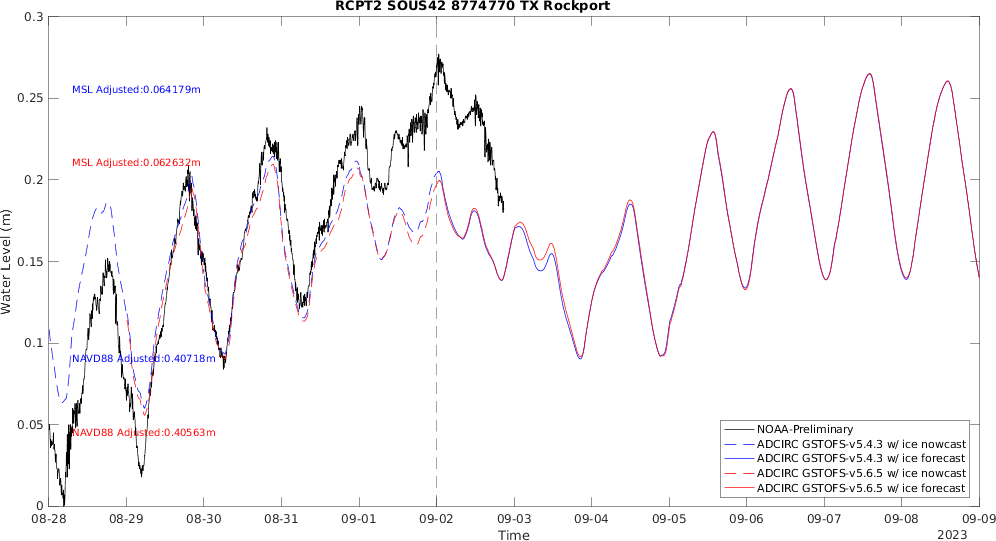 RCPT2 SOUS42 8774770 TX Rockport
0.3
0.25
0.2
0.15
0.1
0.05
0
Water Level (m)
MSL Adjusted:0.064179m
MSL Adjusted:0.062632m
NAVD88 Adjusted:0.40718m
NAVD88 Adjusted:0.40563m
NOAA-Preliminary
ADCIRC GSTOFS-v5.4.3 w/ ice nowcast
ADCIRC GSTOFS-v5.4.3 w/ ice forecast
ADCIRC GSTOFS-v5.6.5 w/ ice nowcast
ADCIRC GSTOFS-v5.6.5 w/ ice forecast
08-28 08-29 08-30 08-31 09-01 09-02 09-03 09-04 09-05 09-06 09-07 09-08 09-09
Time
2023